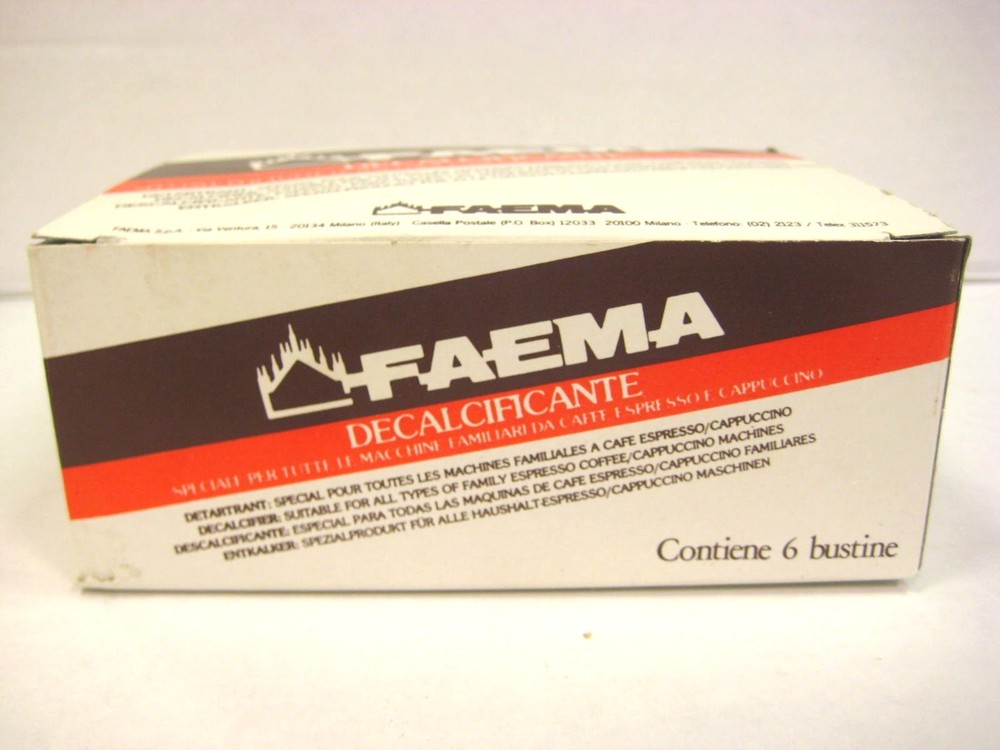 DECALCIFICANTE
ENTKALKER
FAEMA
FAEMA S.p.A. Via Ventura, 15 20134 Milano (Italy) Casella Postale (P.O. Box) 12033 20100 Milano Telefono: (02) 2123 / Telex 311573
FAEMA
DECALCIFICANTE
SPECIALE PER TUTTE LE MACCHINE FAMILIARI DA CAFFE ESPRESSO E CAPPUCCINO
DETARTRANT: SPECIAL POUR TOUTES LES MACHINES FAMILIALES A CAFE ESPRESSO/CAPPUCCINO
DECALCIFIER: SUITABLE FOR ALL TYPES OF FAMILY ESPRESSO COFFEE/CAPPUCCINO MACHINES
DESCALCIFICANTE: ESPECIAL PARA TODAS LAS MAQUINAS DE CAFE ESPRESSO/CAPPUCCINO FAMILIARES
ENTKALKER: SPEZIALPRODUKT FÜR ALLE HAUSHALT-ESPRESSO/CAPPUCCINO MASCHINEN
Contiene 6 bustine